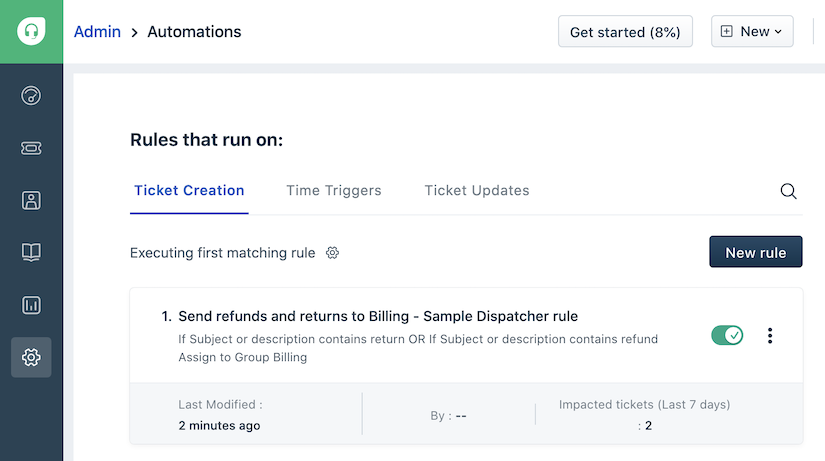 Admin > Automations
Get started (8%)
New
Rules that run on:
Ticket Creation
Time Triggers
Ticket Updates
Executing first matching rule
New rule
1. Send refunds and returns to Billing - Sample Dispatcher rule
If Subject or description contains return OR If Subject or description contains refund
Assign to Group Billing
Last Modified :
2 minutes ago
By : --
Impacted tickets (Last 7 days)
: 2